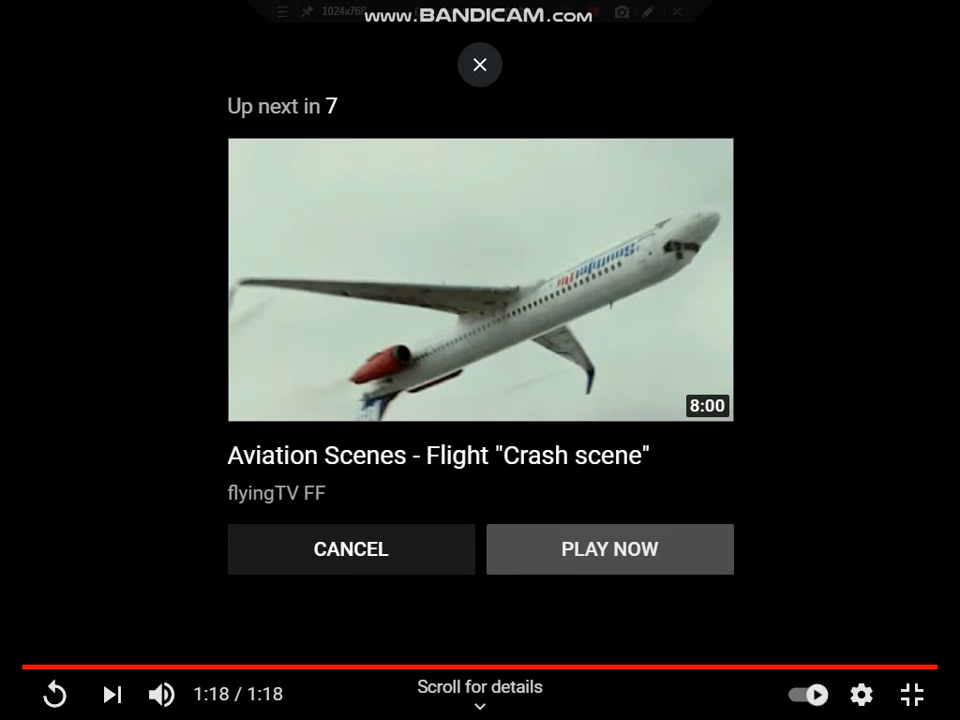 1024x768
www.BANDICAM.com
Up next in 7
8:00
Aviation Scenes - Flight "Crash scene"
flyingTV FF
CANCEL
PLAY NOW
1:18 / 1:18
Scroll for details